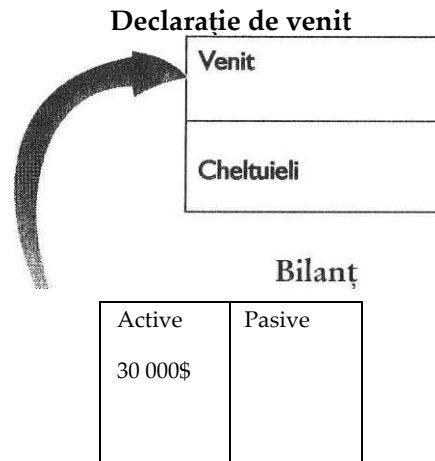 Declarație de venit
Venit
Cheltuieli
Bilanț
Active Pasive
30 000$